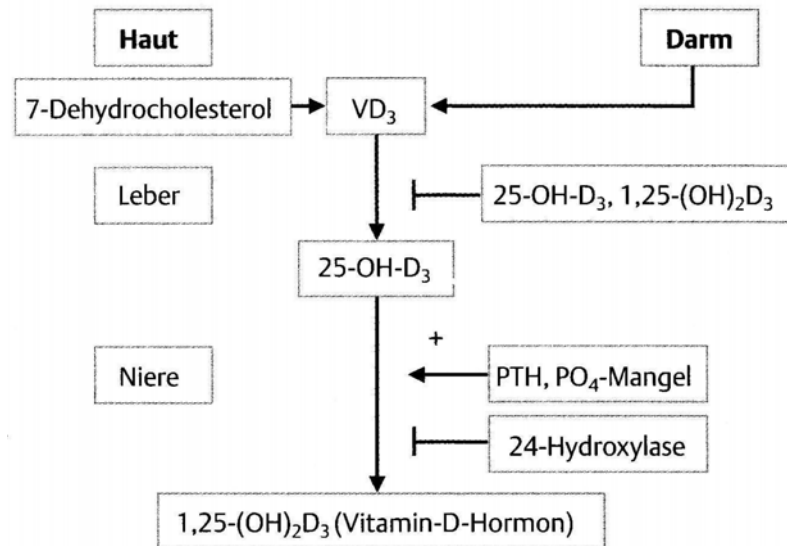 Haut
Darm
7-Dehydrocholesterol
VD₃
Leber
25-OH-D₃, 1,25-(OH)₂D₃
25-OH-D₃
+
Niere
PTH, PO₄-Mangel
24-Hydroxylase
1,25-(OH)₂D₃ (Vitamin-D-Hormon)